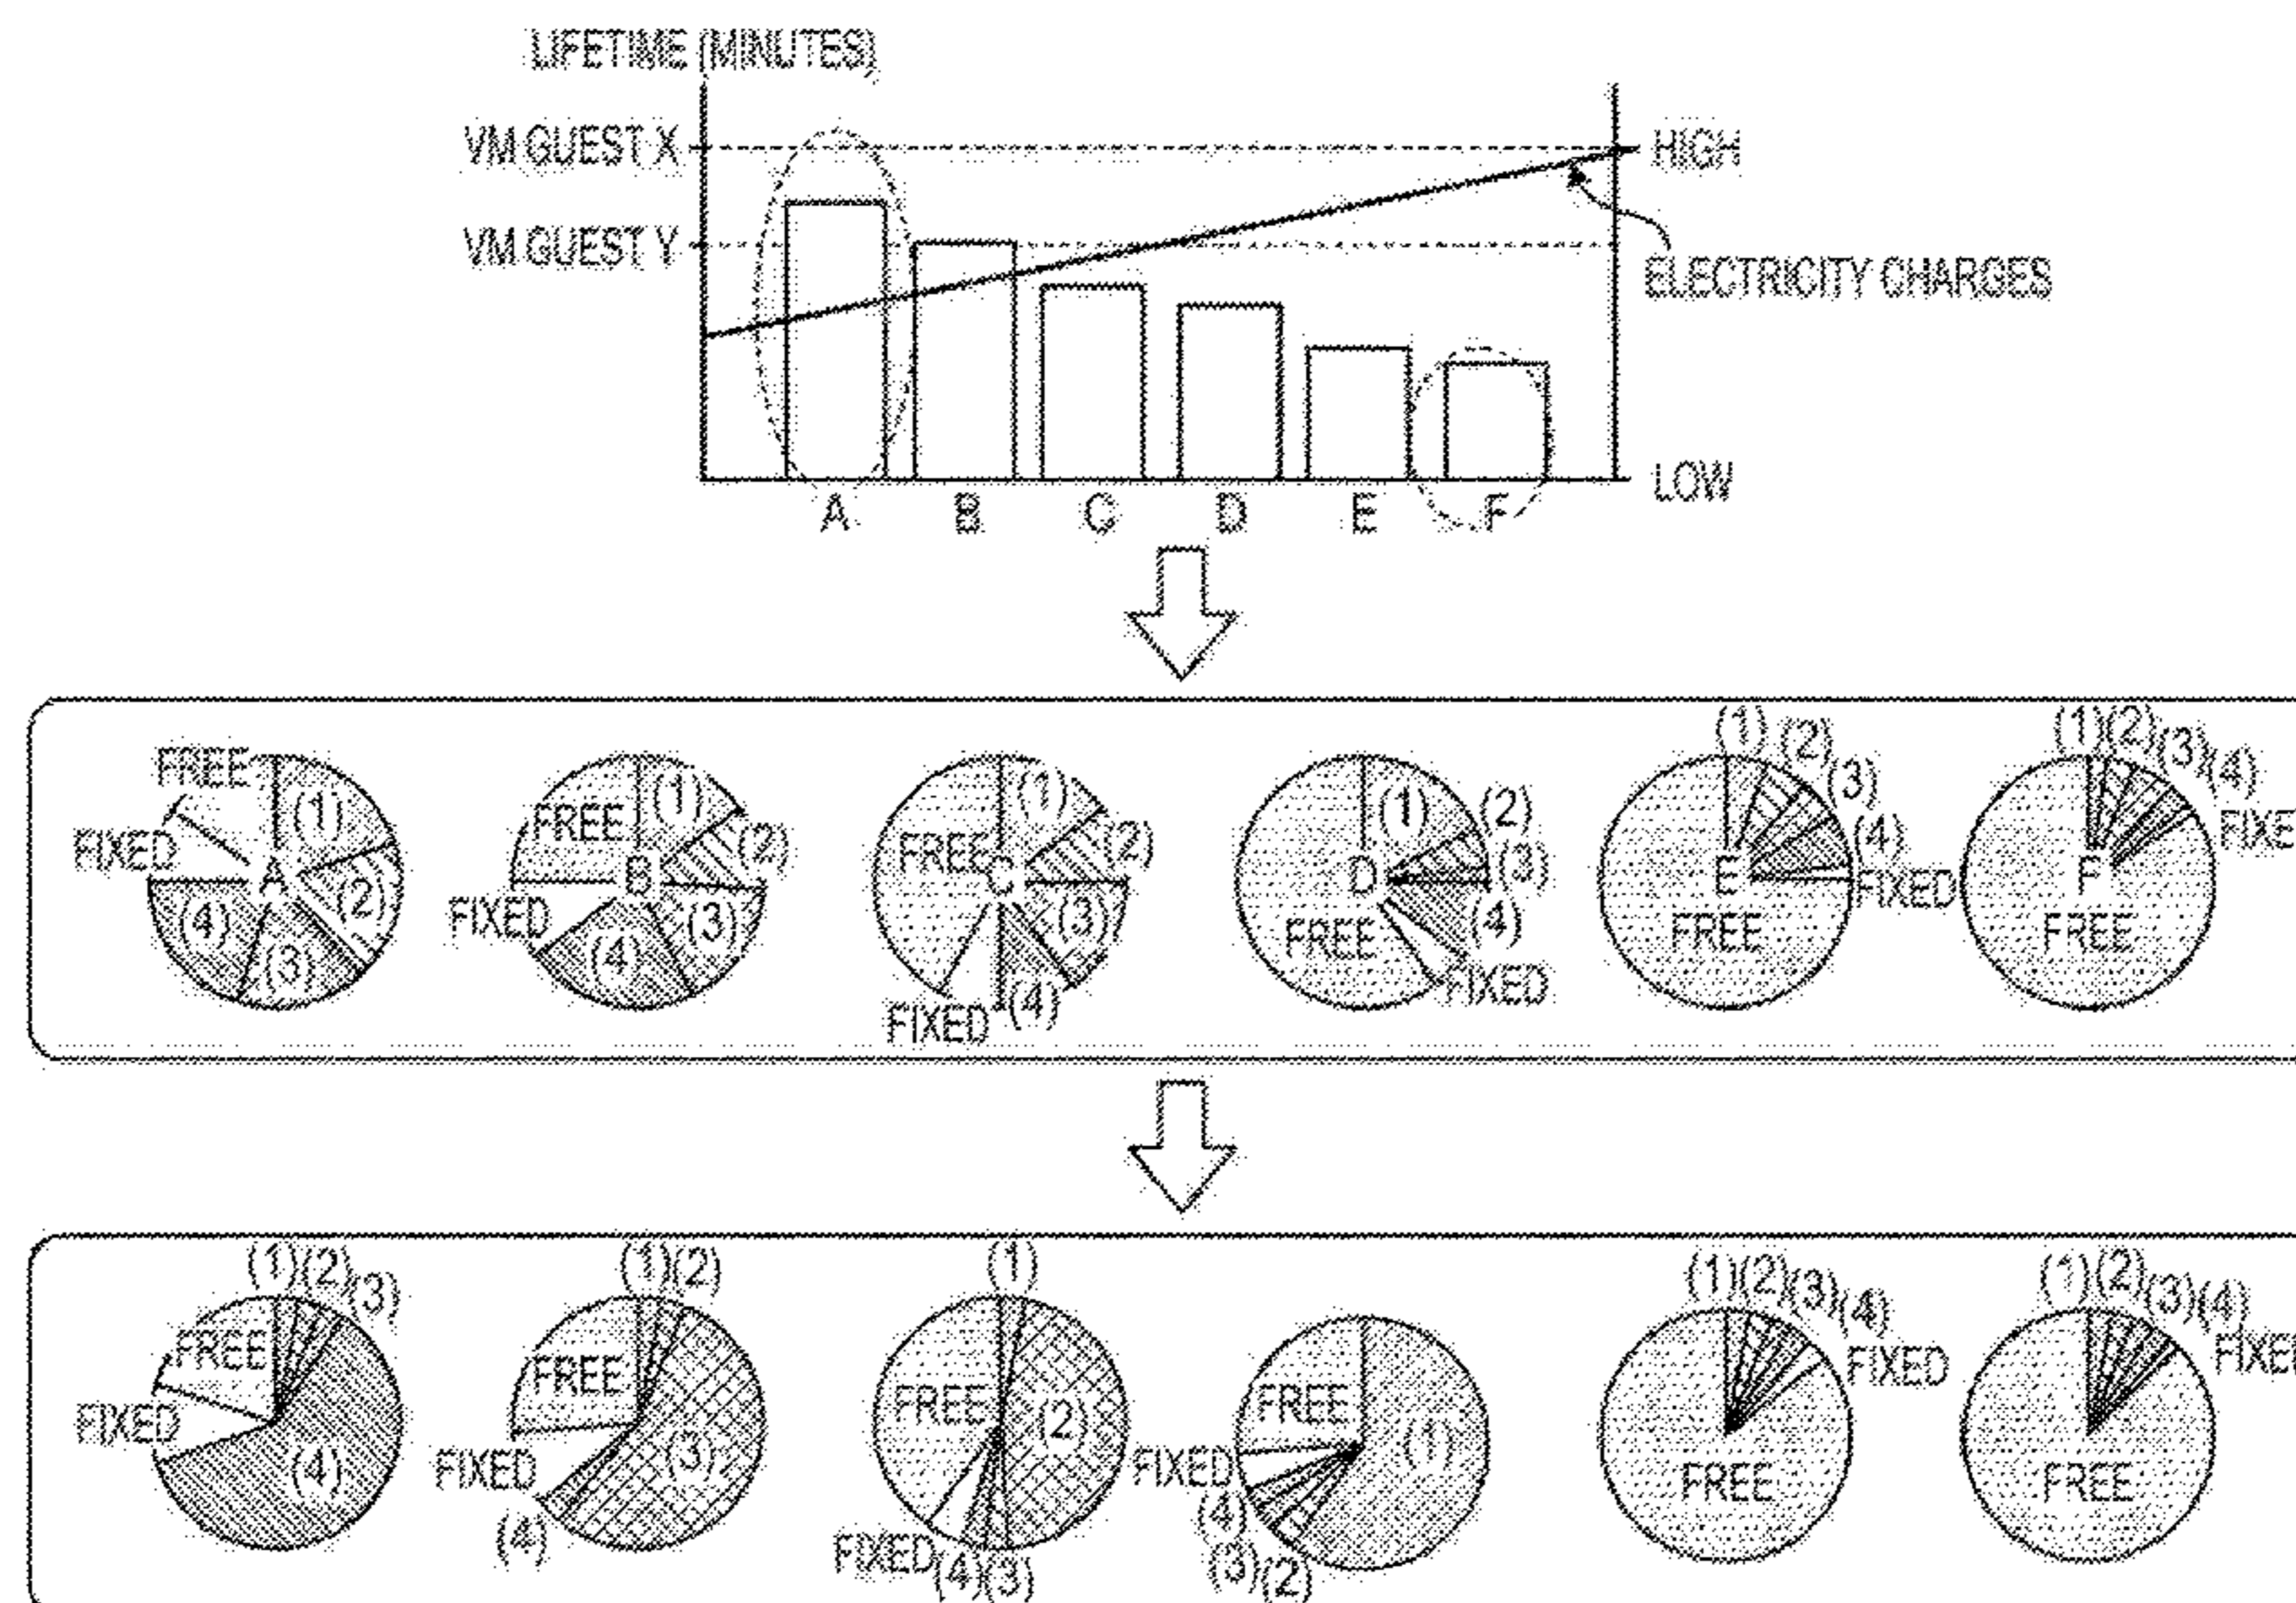 LIFETIME (MINUTES)
VM GUEST X
HIGH
VM GUEST Y
ELECTRICITY CHARGES
LOW
A B C D E F
FREE (1) FIXED A (2) (4) (3)
FREE (1) B (2) FIXED (4) (3)
FREE (1) C (2) (3) FIXED (4)
(1) (2) D (3) FREE (4) FIXED
(1) (2) (3) (4) E FIXED FREE
(1) (2) (3) (4) F FIXE FREE
(1) (2) (3) FREE FIXED (4)
(1) (2) FREE FIXED (3) (4)
(1) FREE (2) FIXED (4) (3)
FREE (1) FIXED (4) (3) (2)
(1) (2) (3) (4) FIXED FREE
(1) (2) (3) (4) FIXE FREE